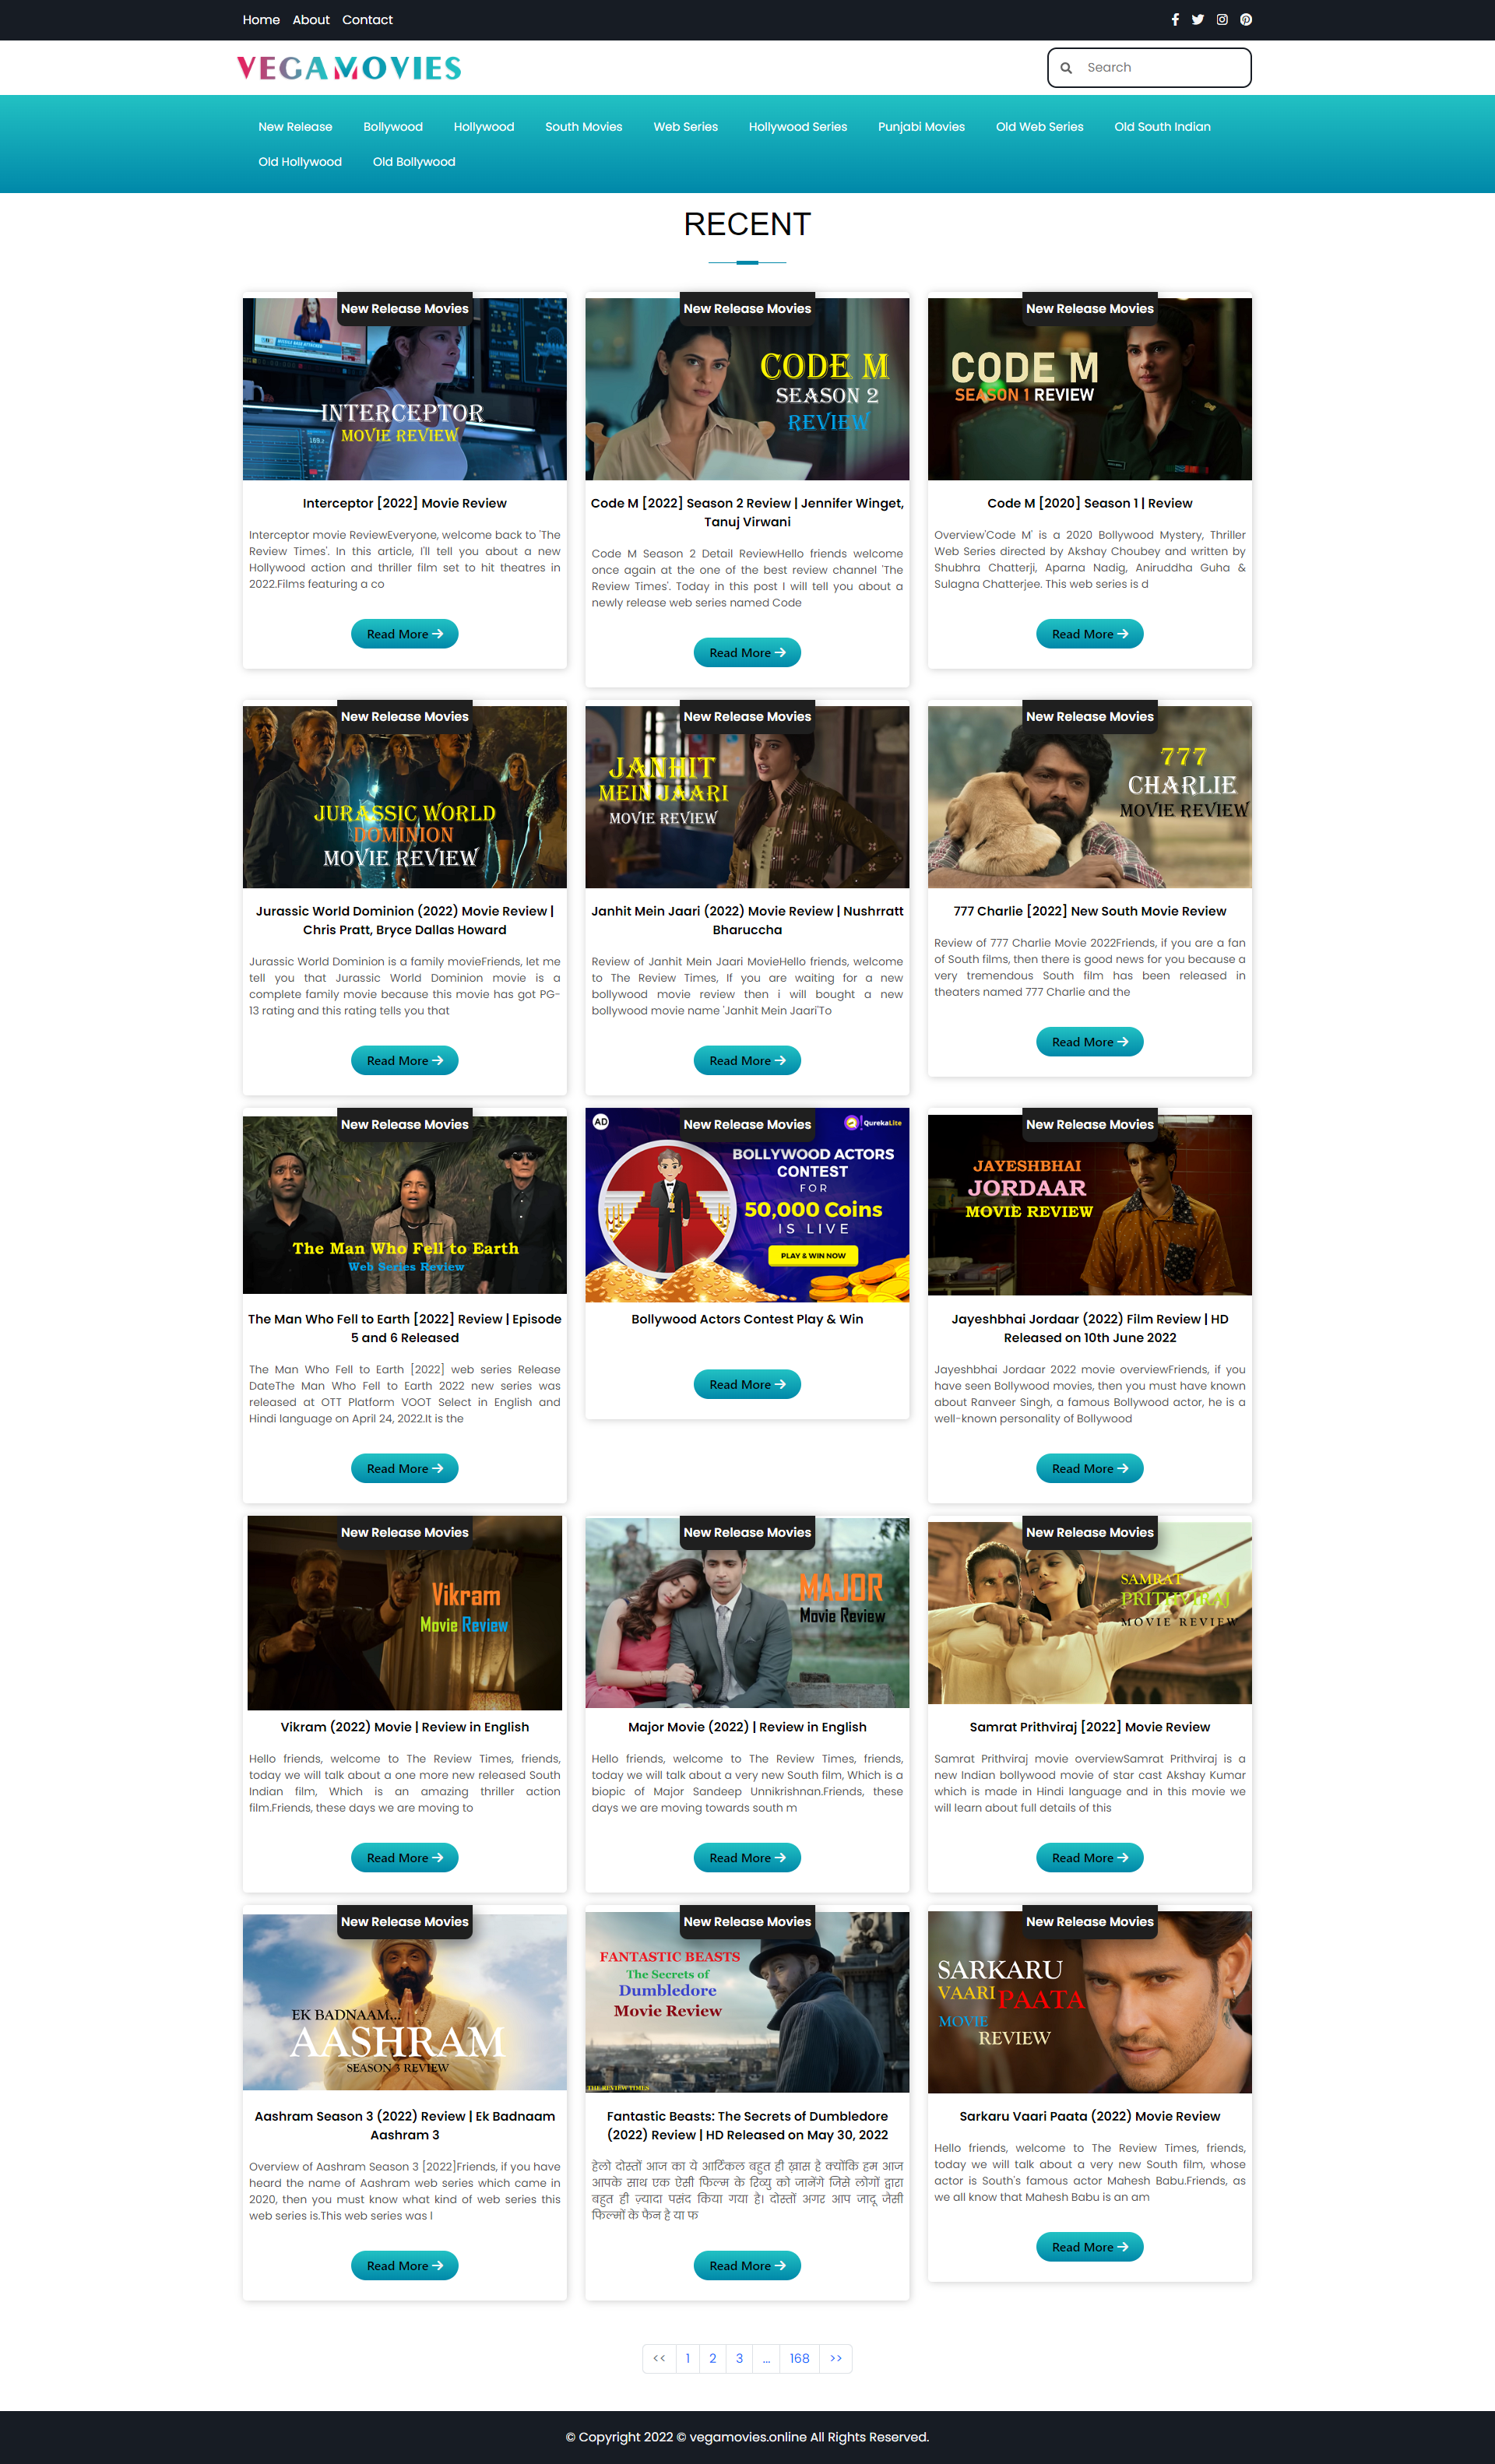 Home About Contact
VEGAMOVIES
Search
New Release Bollywood Hollywood South Movies Web Series Hollywood Series Punjabi Movies Old Web Series Old South Indian
Old Hollywood Old Bollywood
RECENT
New Release Movies
INTERCEPTOR
MOVIE REVIEW
Interceptor [2022] Movie Review
Interceptor movie ReviewEveryone, welcome back to 'The
Review Times'. In this article, I'll tell you about a new
Hollywood action and thriller film set to hit theatres in
2022.Films featuring a co
Read More
New Release Movies
CODE M
SEASON 2
REVIEW
Code M [2022] Season 2 Review | Jennifer Winget,
Tanuj Virwani
Code M Season 2 Detail ReviewHello friends welcome
once again at the one of the best review channel 'The
Review Times'. Today in this post I will tell you about a
newly release web series named Code
Read More
New Release Movies
CODE M
SEASON 1 REVIEW
Code M [2020] Season 1 | Review
Overview'Code M' is a 2020 Bollywood Mystery, Thriller
Web Series directed by Akshay Choubey and written by
Shubhra Chatterji, Aparna Nadig, Aniruddha Guha &
Sulagna Chatterjee. This web series is d
Read More
New Release Movies
JURASSIC WORLD
DOMINION
MOVIE REVIEW
Jurassic World Dominion (2022) Movie Review |
Chris Pratt, Bryce Dallas Howard
Jurassic World Dominion is a family movieFriends, let me
tell you that Jurassic World Dominion movie is a
complete family movie because this movie has got PG-
13 rating and this rating tells you that
Read More
New Release Movies
JANHIT
MEIN JAARI
MOVIE REVIEW
Janhit Mein Jaari (2022) Movie Review | Nushrratt
Bharuccha
Review of Janhit Mein Jaari MovieHello friends, welcome
to The Review Times, If you are waiting for a new
bollywood movie review then i will bought a new
bollywood movie name 'Janhit Mein Jaari'To
Read More
New Release Movies
777
CHARLIE
MOVIE REVIEW
777 Charlie [2022] New South Movie Review
Review of 777 Charlie Movie 2022Friends, if you are a fan
of South films, then there is good news for you because a
very tremendous South film has been released in
theaters named 777 Charlie and the
Read More
New Release Movies
The Man Who Fell to Earth
Web Series Review
The Man Who Fell to Earth [2022] Review | Episode
5 and 6 Released
The Man Who Fell to Earth [2022] web series Release
DateThe Man Who Fell to Earth 2022 new series was
released at OTT Platform VOOT Select in English and
Hindi language on April 24, 2022.It is the
Read More
AD
New Release Movies
QurekaLite
BOLLYWOOD ACTORS
CONTEST
FOR
50,000 Coins
IS LIVE
PLAY & WIN NOW
Bollywood Actors Contest Play & Win
Read More
New Release Movies
JAYESHBHAI
JORDAAR
MOVIE REVIEW
Jayeshbhai Jordaar (2022) Film Review | HD
Released on 10th June 2022
Jayeshbhai Jordaar 2022 movie overviewFriends, if you
have seen Bollywood movies, then you must have known
about Ranveer Singh, a famous Bollywood actor, he is a
well-known personality of Bollywood
Read More
New Release Movies
Vikram
Movie Review
Vikram (2022) Movie | Review in English
Hello friends, welcome to The Review Times, friends,
today we will talk about a one more new released South
Indian film, Which is an amazing thriller action
film.Friends, these days we are moving to
Read More
New Release Movies
MAJOR
Movie Review
Major Movie (2022) | Review in English
Hello friends, welcome to The Review Times, friends,
today we will talk about a very new South film, Which is a
biopic of Major Sandeep Unnikrishnan.Friends, these
days we are moving towards south m
Read More
New Release Movies
SAMRAT
PRITHVIRAJ
MOVIE REVIEW
Samrat Prithviraj [2022] Movie Review
Samrat Prithviraj movie overviewSamrat Prithviraj is a
new Indian bollywood movie of star cast Akshay Kumar
which is made in Hindi language and in this movie we
will learn about full details of this
Read More
New Release Movies
EK BADNAAM...
AASHRAM
SEASON 3 REVIEW
Aashram Season 3 (2022) Review | Ek Badnaam
Aashram 3
Overview of Aashram Season 3 [2022]Friends, if you have
heard the name of Aashram web series which came in
2020, then you must know what kind of web series this
web series is.This web series was l
Read More
New Release Movies
FANTASTIC BEASTS
The Secrets of
Dumbledore
Movie Review
THE REVIEW TIMES
Fantastic Beasts: The Secrets of Dumbledore
(2022) Review | HD Released on May 30, 2022
हेलो दोस्तों आज का ये आर्टिकल बहुत ही ख़ास है क्योंकि हम आज
आपके साथ एक ऐसी फिल्म के रिव्यु को जानेंगे जिसे लोगों द्वारा
बहुत ही ज़्यादा पसंद किया गया है। दोस्तों अगर आप जादू जैसी
फिल्मों के फैन है या फ
Read More
New Release Movies
SARKARU
VAARI PAATA
MOVIE
REVIEW
Sarkaru Vaari Paata (2022) Movie Review
Hello friends, welcome to The Review Times, friends,
today we will talk about a very new South film, whose
actor is South's famous actor Mahesh Babu.Friends, as
we all know that Mahesh Babu is an am
Read More
<< 1 2 3 ... 168 >>
© Copyright 2022 © vegamovies.online All Rights Reserved.